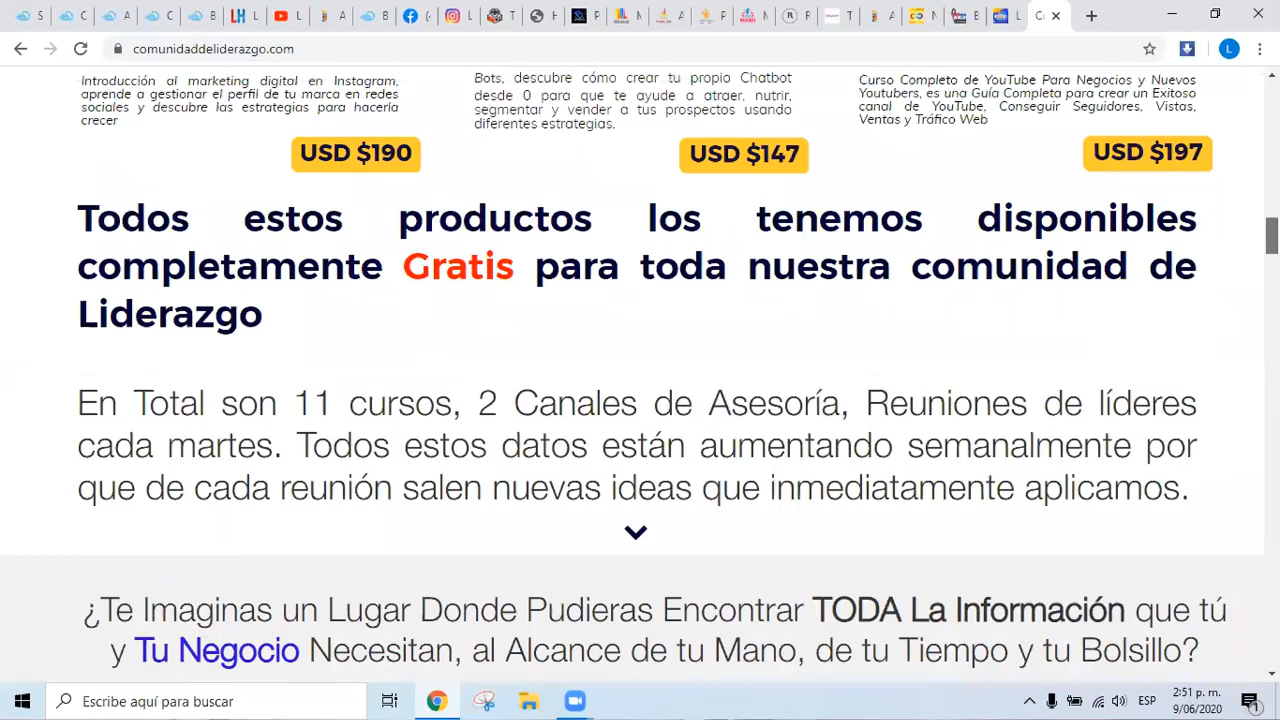 comunidaddeliderazgo.com
Introducción al marketing digital en Instagram,
aprende a gestionar el perfil de tu marca en redes
sociales y descubre las estrategias para hacerla
crecer
USD $190
Bots, descubre cómo crear tu propio Chatbot
desde 0 para que te ayude a atraer, nutrir,
segmentar y vender a tus prospectos usando
diferentes estrategias.
USD $147
Curso Completo de YouTube Para Negocios y Nuevos
Youtubers, es una Guía Completa para crear un Exitoso
canal de YouTube, Conseguir Seguidores, Vistas,
Ventas y Tráfico Web
USD $197
Todos estos productos los tenemos disponibles
completamente Gratis para toda nuestra comunidad de
Liderazgo
En Total son 11 cursos, 2 Canales de Asesoría, Reuniones de líderes
cada martes. Todos estos datos están aumentando semanalmente por
que de cada reunión salen nuevas ideas que inmediatamente aplicamos.
¿Te Imaginas un Lugar Donde Pudieras Encontrar TODA La Información que tú
y Tu Negocio Necesitan, al Alcance de tu Mano, de tu Tiempo y tu Bolsillo?
Escribe aquí para buscar
ESP
2:51 p. m.
9/06/2020